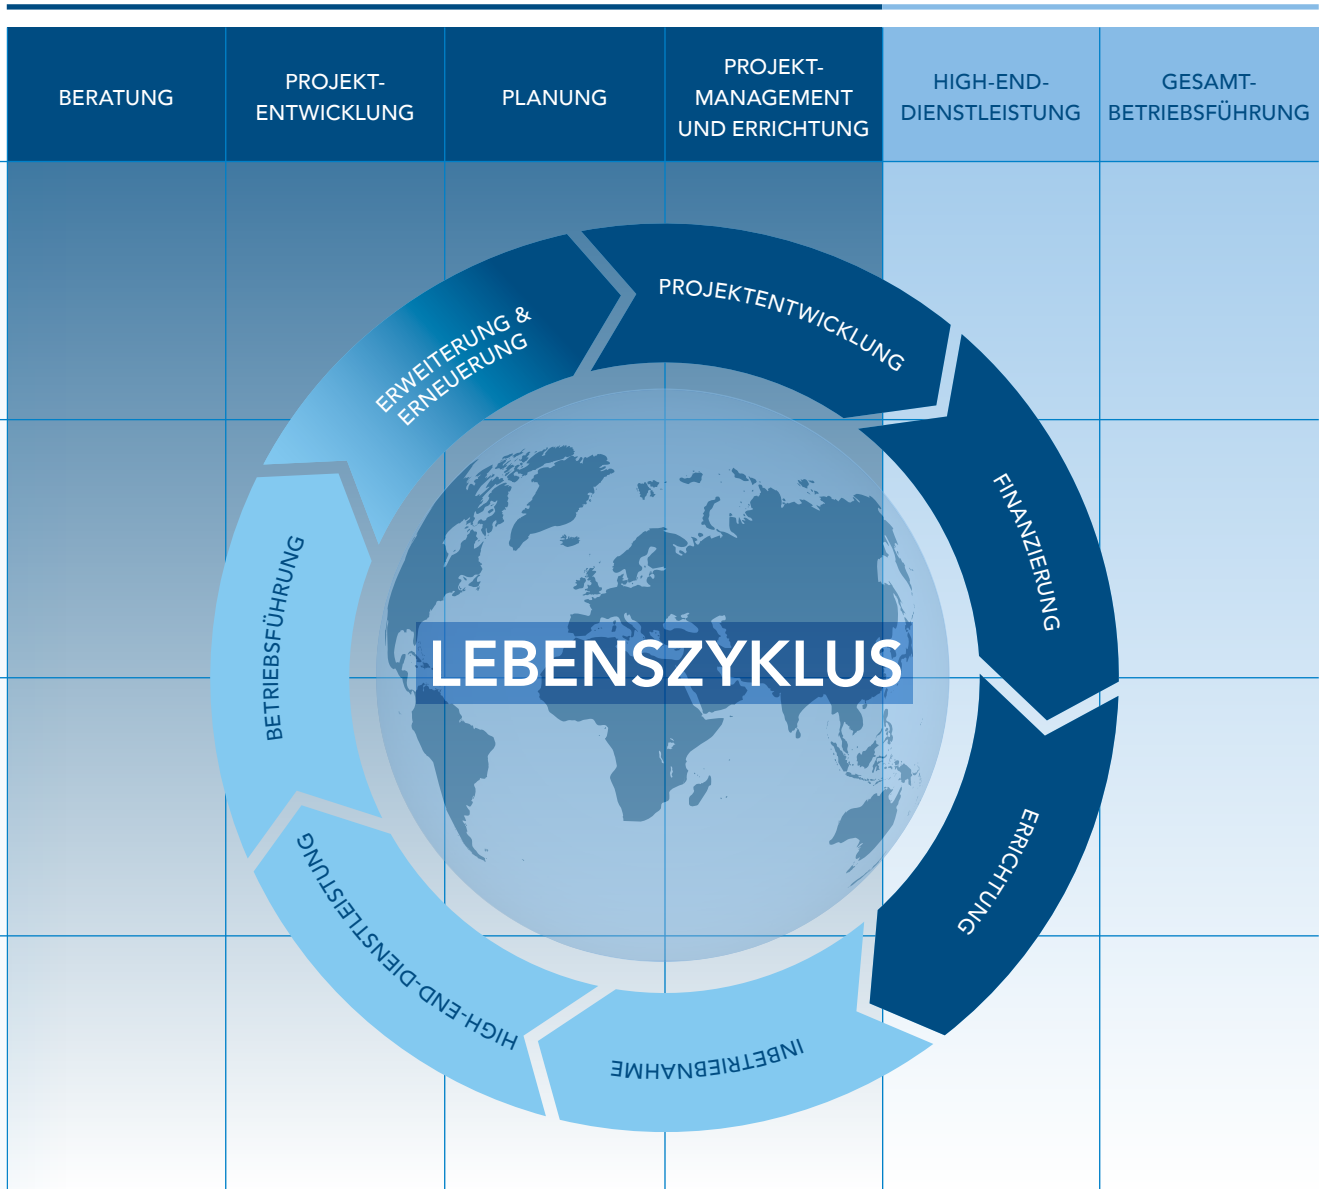 BERATUNG
PROJEKT-
ENTWICKLUNG
PLANUNG
PROJEKT-
MANAGEMENT
UND ERRICHTUNG
HIGH-END-
DIENSTLEISTUNG
GESAMT-
BETRIEBSFÜHRUNG
PROJEKTENTWICKLUNG
FINANZIERUNG
ERRICHTUNG
INBETRIEBNAHME
HIGH-END-DIENSTLEISTUNG
BETRIEBSFÜHRUNG
ERWEITERUNG &
ERNEUERUNG
LEBENSZYKLUS